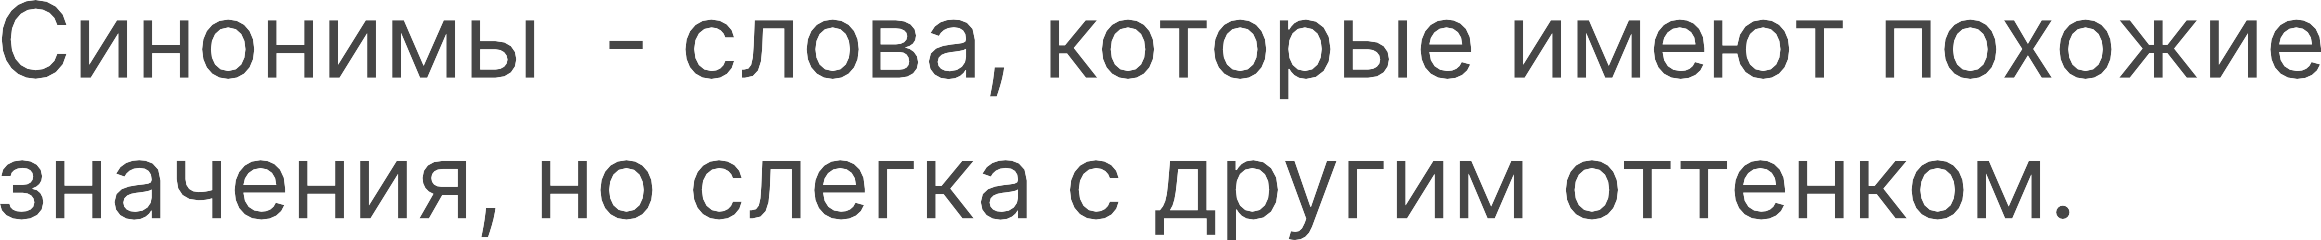 Синонимы  - слова, которые имеют похожие
значения, но слегка с другим оттенком.